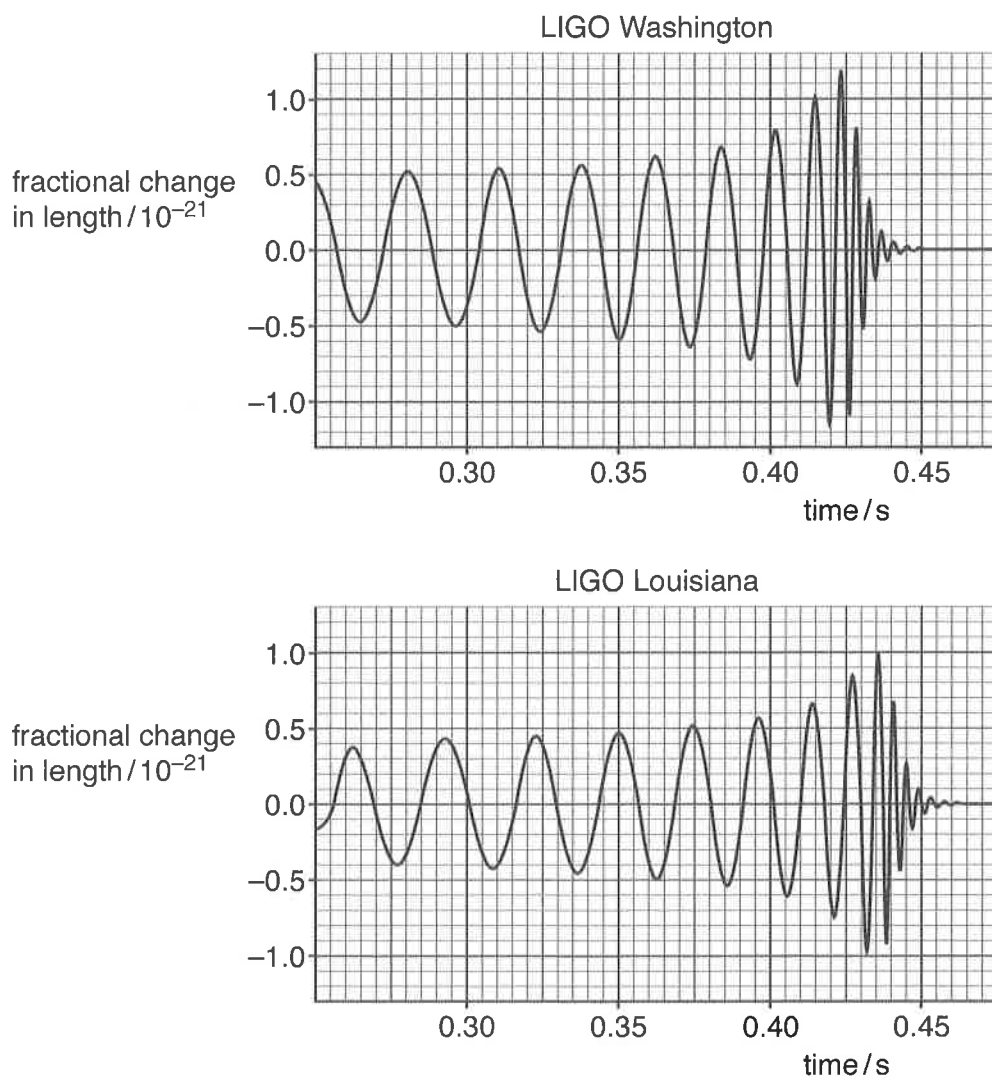 LIGO Washington
1.0
0.5
fractional change
in length / 10⁻²¹
0.0
−0.5
−1.0
0.30 0.35 0.40 0.45
time / s
LIGO Louisiana
1.0
0.5
fractional change
in length / 10⁻²¹
0.0
−0.5
−1.0
0.30 0.35 0.40 0.45
time / s